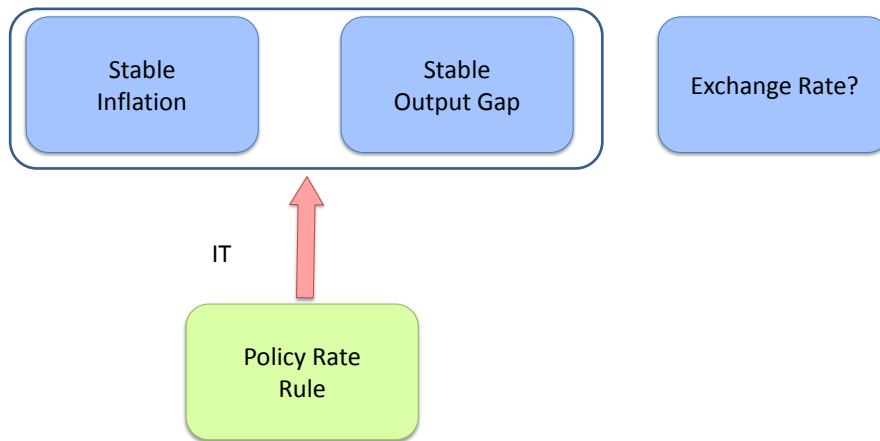 Stable
Inflation
Stable
Output Gap
Exchange Rate?
IT
Policy Rate
Rule